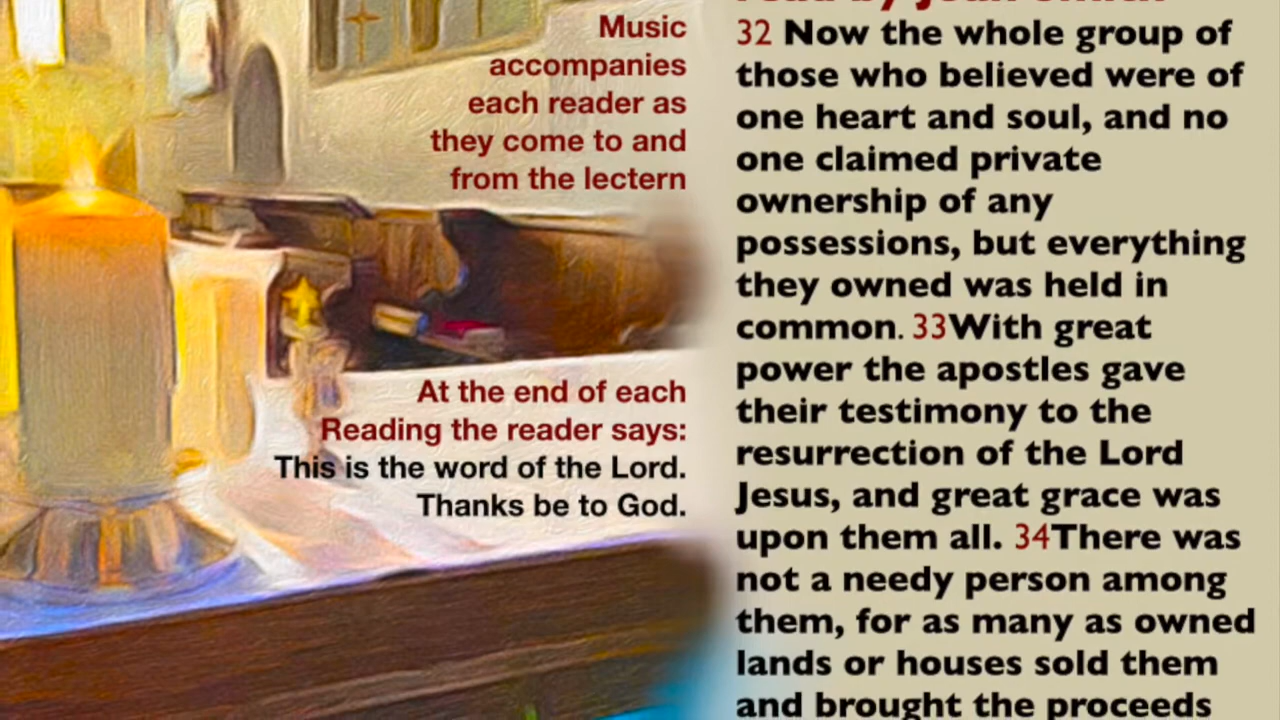 Music
accompanies
each reader as
they come to and
from the lectern
At the end of each
Reading the reader says:
This is the word of the Lord.
Thanks be to God.
read by
32 Now the whole group of
those who believed were of
one heart and soul, and no
one claimed private
ownership of any
possessions, but everything
they owned was held in
common. 33With great
power the apostles gave
their testimony to the
resurrection of the Lord
Jesus, and great grace was
upon them all. 34There was
not a needy person among
them, for as many as owned
lands or houses sold them
and brought the proceeds